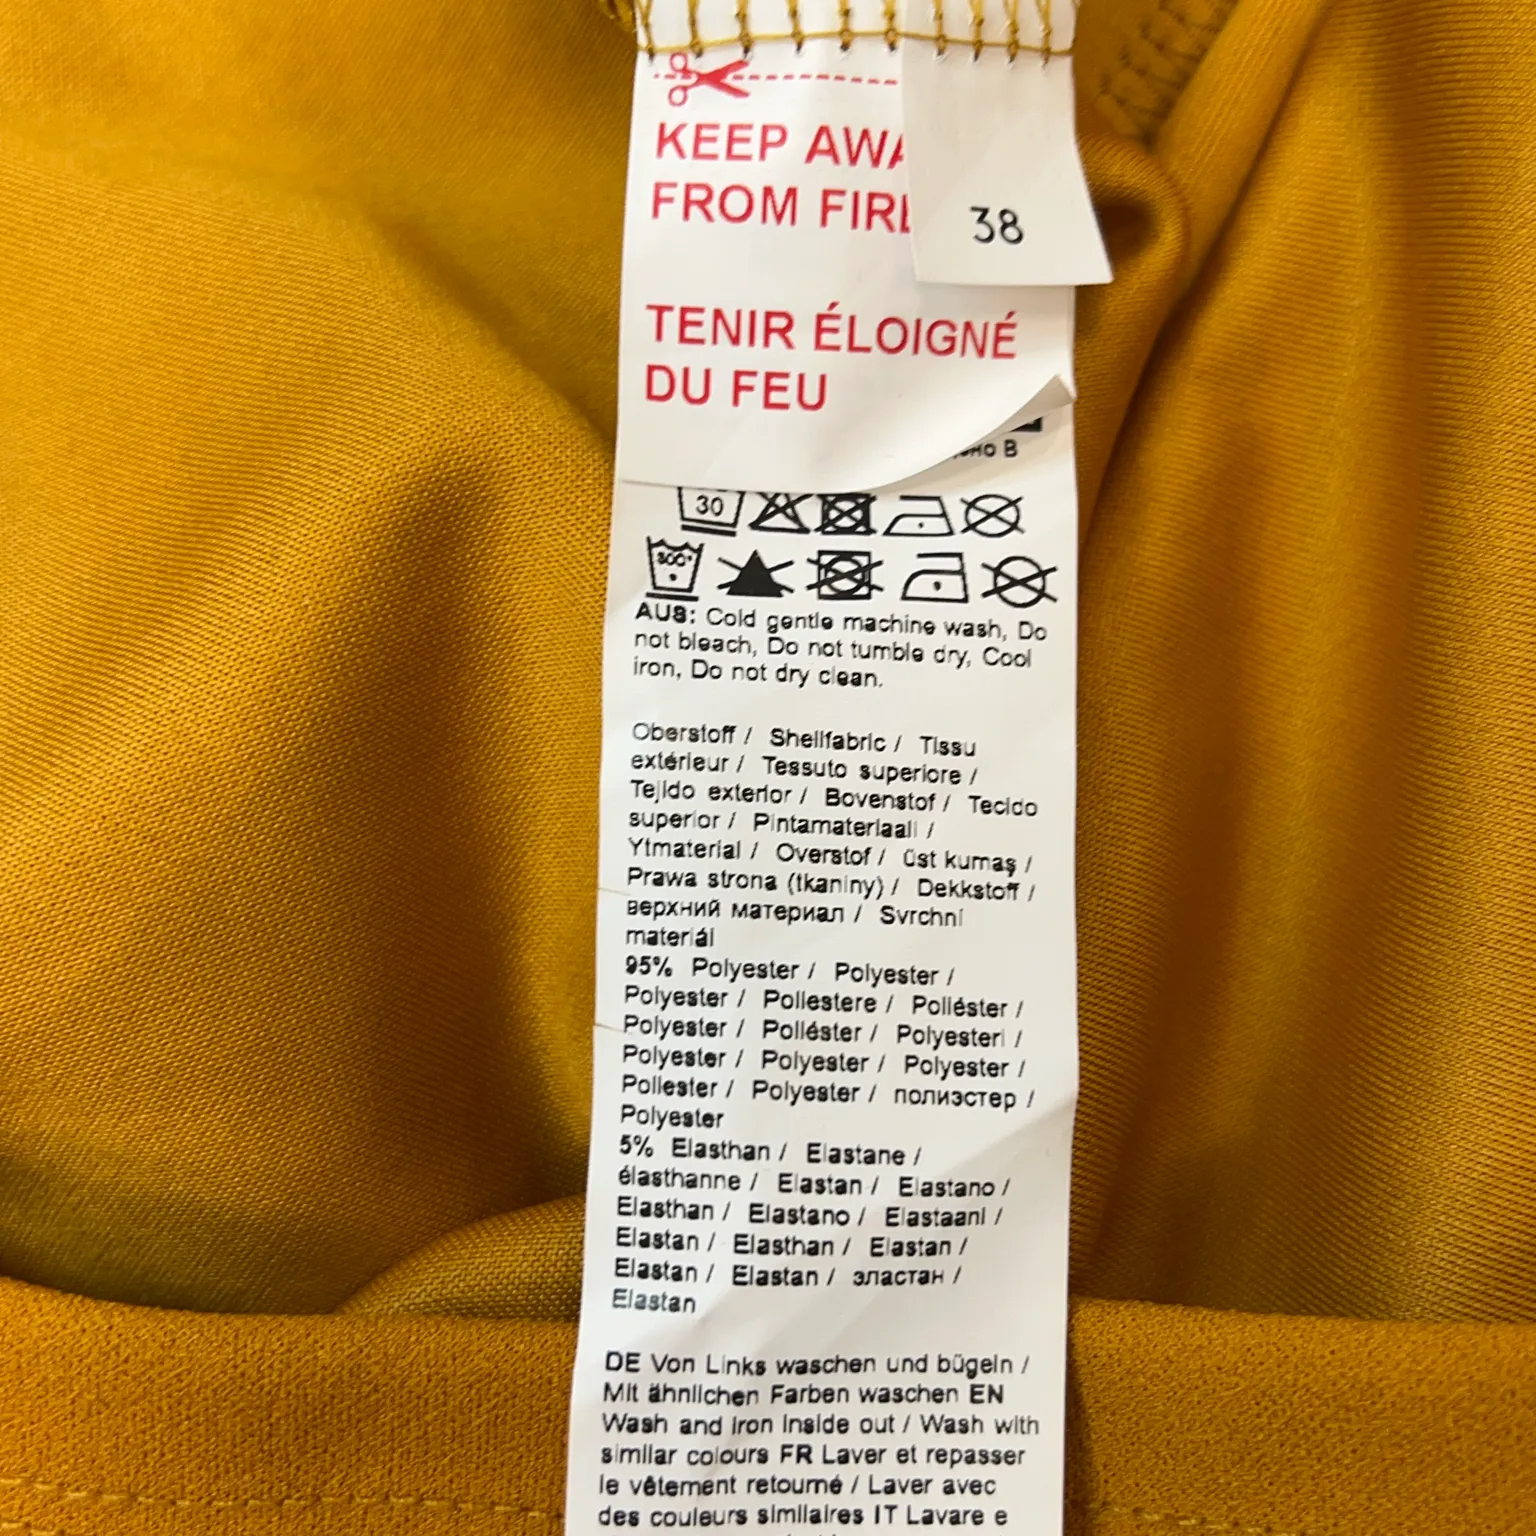 KEEP
FROM
38
TENIR ÉLOIGNÉ
DU FEU
в
30
AUS: Cold gentle machine wash, Do
not bleach, Do not tumble dry, Cool
iron, Do not dry clean.
Oberstoff / Shellfabric / Tissu
extérieur / Tessuto superiore /
Tejido exterior / Bovenstof / Tecido
superior / Pintamateriaali /
Ytmaterial / Overstof / üst kumaş /
Prawa strona (tkaniny) / Dekkstoff /
верхний материал / Svrchní
materiál
95% Polyester / Polyester /
Polyester / Poliestere / Poliéster /
Polyester / Poliéster / Polyesteri /
Polyester / Polyester / Polyester /
Poliester / Polyester / полиэстер /
Polyester
5% Elasthan / Elastane /
élasthanne / Elastan / Elastano /
Elasthan / Elastano / Elastaani /
Elastan / Elasthan / Elastan /
Elastan / Elastan / эластан /
Elastan
DE Von Links waschen und bügeln /
Mit ähnlichen Farben waschen EN
Wash and iron inside out / Wash with
similar colours FR Laver et repasser
le vêtement retourné / Laver avec
des couleurs similaires IT Lavare e